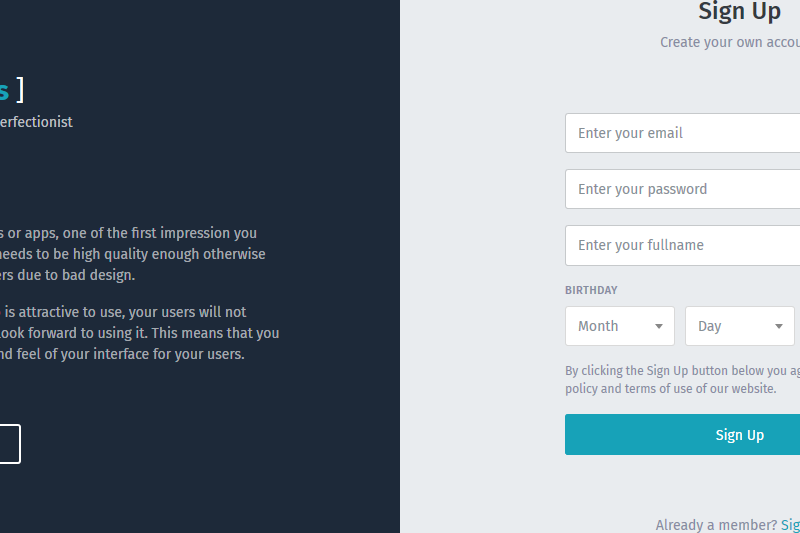 s ]
erfectionist
s or apps, one of the first impression you
needs to be high quality enough otherwise
ers due to bad design.
is attractive to use, your users will not
look forward to using it. This means that you
nd feel of your interface for your users.
Sign Up
Create your own accou
Enter your email
Enter your password
Enter your fullname
BIRTHDAY
Month
Day
By clicking the Sign Up button below you ag
policy and terms of use of our website.
Sign Up
Already a member? Sig